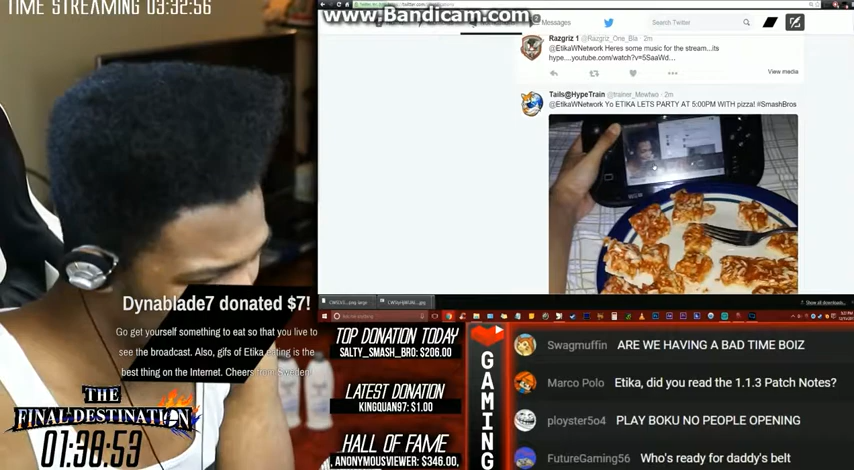 TIME STREAMING 03:32:56
www.Bandicam.com
Messages
Search Twitter
Razgriz 1 @Razgriz_One_Bla · 2m
@EtikaWNetwork Heres some music for the stream...its
hype....youtube.com/watch?v=5SaaWd...
View media
Tails@HypeTrain @trainer_Mewtwo · 2m
@EtikaWNetwork Yo ETIKA LETS PARTY AT 5:00PM WITH pizza! #SmashBros
Show all downloads...
Dynablade7 donated $7!
Go get yourself something to eat so that you live to
see the broadcast. Also, gifs of Etika eating is the
best thing on the Internet. Cheers from Sweden!
THE
FINAL DESTINATION
01:38:53
TOP DONATION TODAY
SALTY_SMASH_BRO: $206.00
LATEST DONATION
KINGQUAN97: $1.00
HALL OF FAME
ANONYMOUSVIEWER: $346.00,
GAMING
Swagmuffin ARE WE HAVING A BAD TIME BOIZ
Marco Polo Etika, did you read the 1.1.3 Patch Notes?
ployster5o4 PLAY BOKU NO PEOPLE OPENING
FutureGaming56 Who's ready for daddy's belt